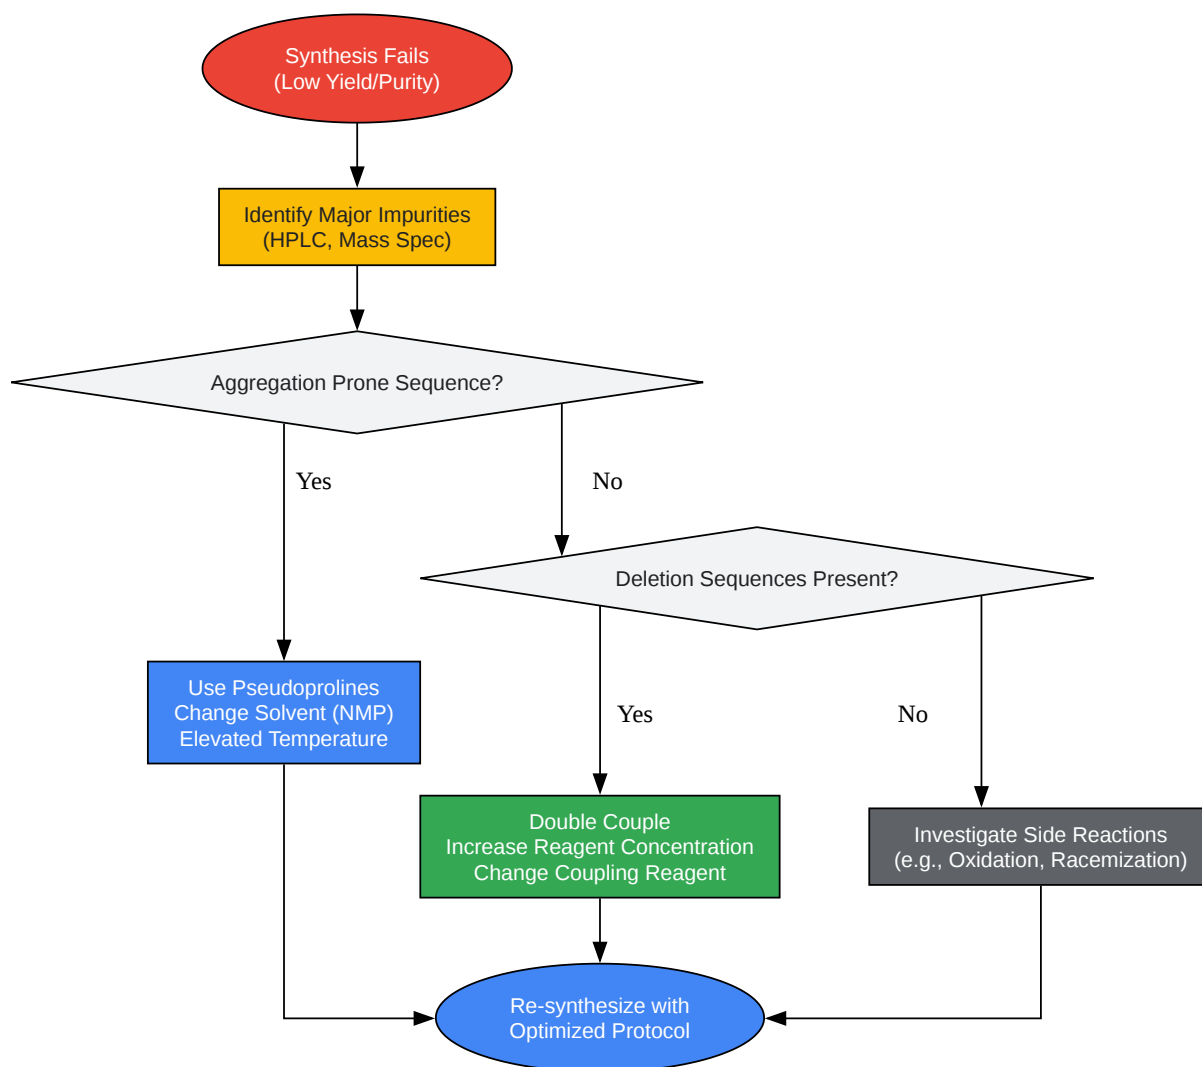 Synthesis Fails
(Low Yield/Purity)
Identify Major Impurities
(HPLC, Mass Spec)
Aggregation Prone Sequence?
Yes
No
Deletion Sequences Present?
Use Pseudoprolines
Change Solvent (NMP)
Elevated Temperature
Yes
No
Double Couple
Increase Reagent Concentration
Change Coupling Reagent
Investigate Side Reactions
(e.g., Oxidation, Racemization)
Re-synthesize with
Optimized Protocol